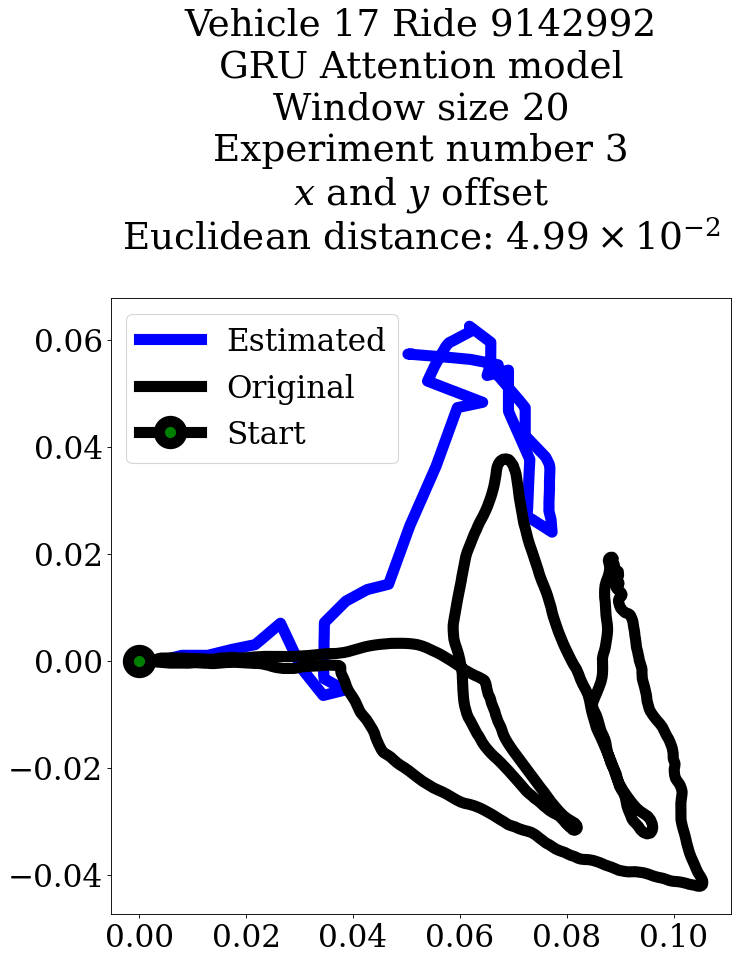 Vehicle 17 Ride 9142992
GRU Attention model
Window size 20
Experiment number 3
x and y offset
Euclidean distance: 4.99 × 10⁻²
Estimated
Original
Start
0.06
0.04
0.02
0.00
−0.02
−0.04
0.00 0.02 0.04 0.06 0.08 0.10